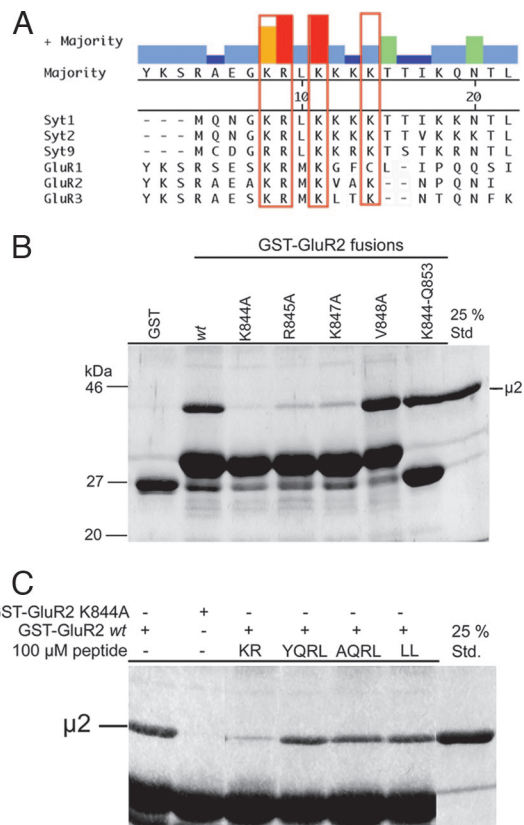 A
+ Majority
Majority Y K S R A E G K R L K K K K T T I K Q N T L
10 20
Syt1 - - - M Q N G K R L K K K K T T I K K N T L
Syt2 - - - M Q N G K R L K K K K T T V K K K T L
Syt9 - - - M C D G R R L K K K R T S T K R N T L
GluR1 Y K S R S E S K R M K G F C L - I P Q Q S I
GluR2 Y K S R A E A K R M K V A K - - N P Q N I
GluR3 Y K S R A E S K R M K L T K - - N T Q N F K
B
GST-GluR2 fusions
GST wt K844A R845A K847A V848A K844-Q853 25 % Std
kDa
46 μ2
27
20
C
GST-GluR2 K844A - + - - - -
GST-GluR2 wt + - + + + + 25 %
100 μM peptide - - KR YQRL AQRL LL Std.
μ2